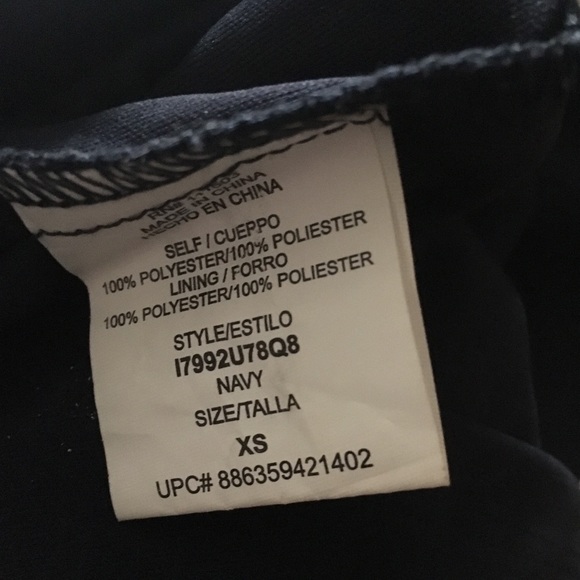 MADE IN CHINA
HECHO EN CHINA
SELF / CUEPPO
100% POLYESTER/100% POLIESTER
LINING / FORRO
100% POLYESTER/100% POLIESTER
STYLE/ESTILO
I7992U78Q8
NAVY
SIZE/TALLA
XS
UPC# 886359421402